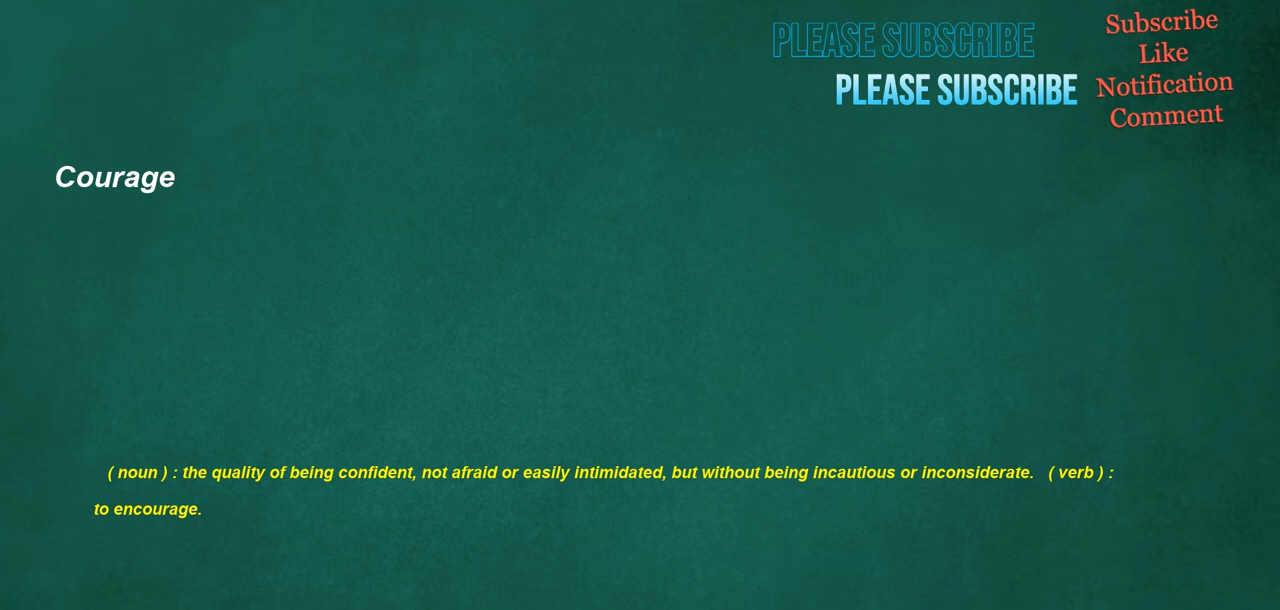 PLEASE SUBSCRIBE
PLEASE SUBSCRIBE
Subscribe
Like
Notification
Comment
Courage
( noun ) : the quality of being confident, not afraid or easily intimidated, but without being incautious or inconsiderate. ( verb ) :
to encourage.